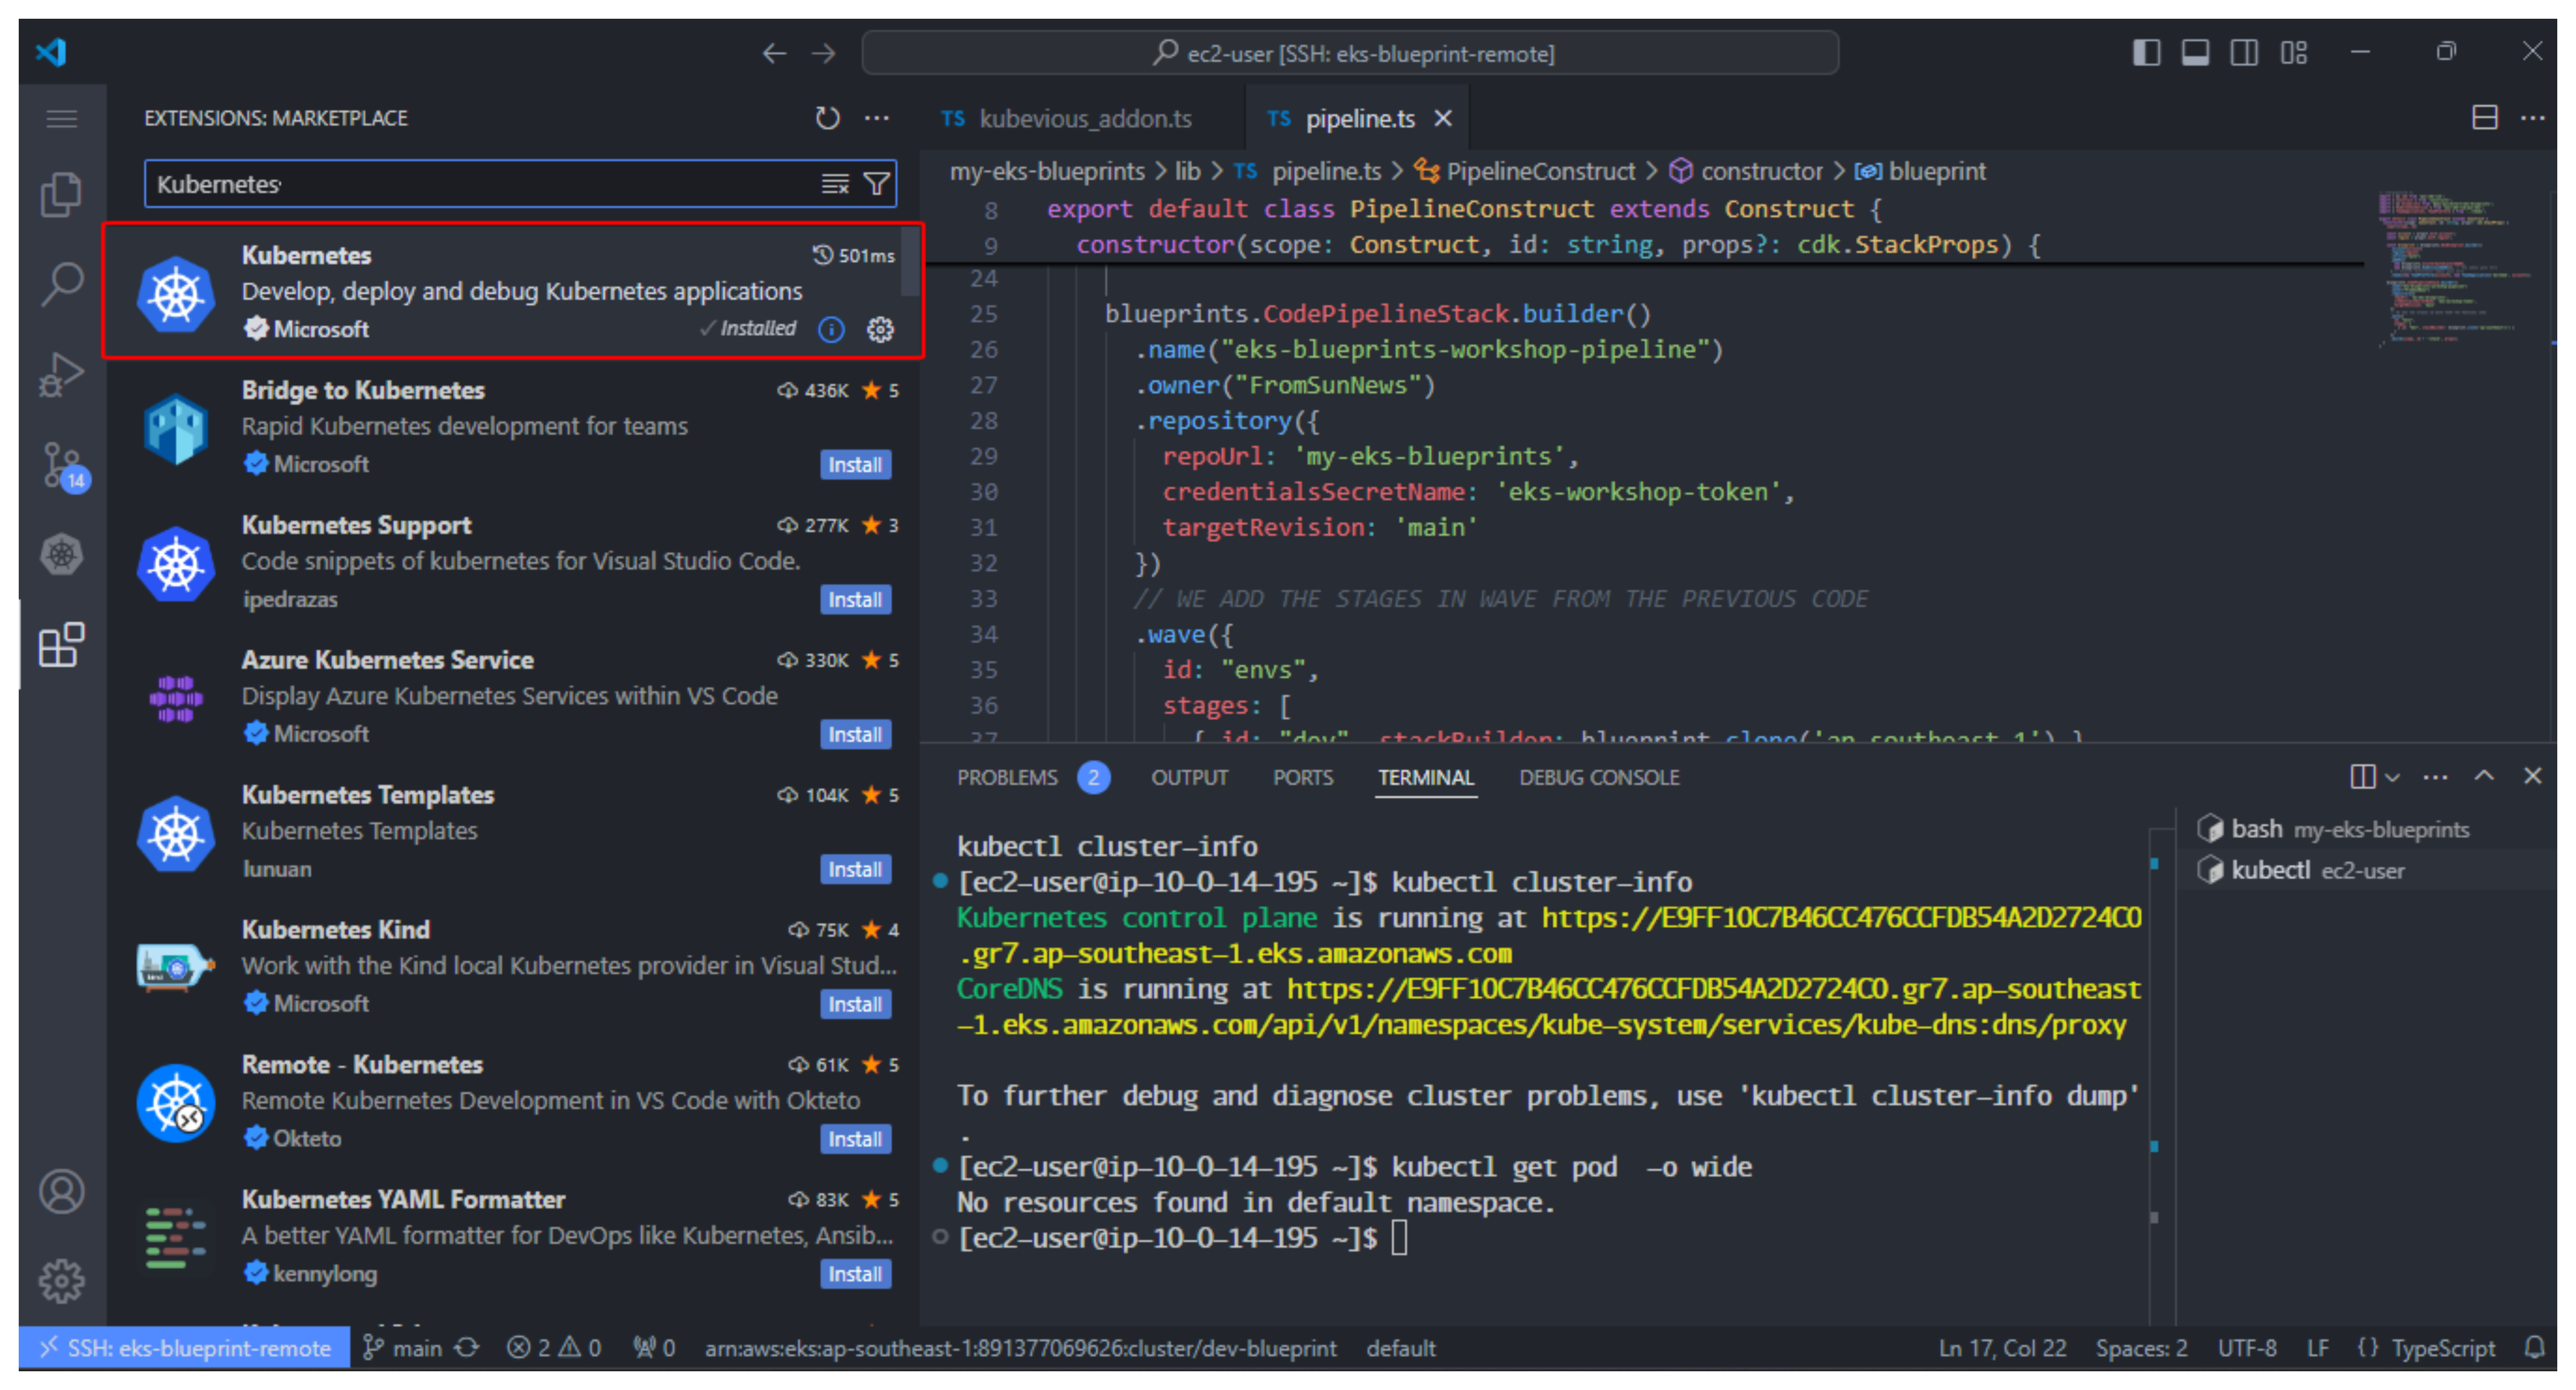 ec2-user [SSH: eks-blueprint-remote]
EXTENSIONS: MARKETPLACE
Kubernetes
Kubernetes
501ms
Develop, deploy and debug Kubernetes applications
Microsoft
Installed
Bridge to Kubernetes
436K ★ 5
Rapid Kubernetes development for teams
Microsoft
Install
Kubernetes Support
277K ★ 3
Code snippets of kubernetes for Visual Studio Code.
ipedrazas
Install
Azure Kubernetes Service
330K ★ 5
Display Azure Kubernetes Services within VS Code
Microsoft
Install
Kubernetes Templates
104K ★ 5
Kubernetes Templates
lunuan
Install
Kubernetes Kind
75K ★ 4
Work with the Kind local Kubernetes provider in Visual Stud...
Microsoft
Install
Remote - Kubernetes
61K ★ 5
Remote Kubernetes Development in VS Code with Okteto
Okteto
Install
Kubernetes YAML Formatter
83K ★ 5
A better YAML formatter for DevOps like Kubernetes, Ansib...
kennylong
Install
14
TS kubevious_addon.ts
TS pipeline.ts
my-eks-blueprints > lib > TS pipeline.ts > PipelineConstruct > constructor > blueprint
8 export default class PipelineConstruct extends Construct {
9 constructor(scope: Construct, id: string, props?: cdk.StackProps) {
24
25 blueprints.CodePipelineStack.builder()
26 .name("eks-blueprints-workshop-pipeline")
27 .owner("FromSunNews")
28 .repository({
29 repoUrl: 'my-eks-blueprints',
30 credentialsSecretName: 'eks-workshop-token',
31 targetRevision: 'main'
32 })
33 // WE ADD THE STAGES IN WAVE FROM THE PREVIOUS CODE
34 .wave({
35 id: "envs",
36 stages: [
37 { id: "dev", stackBuilder: blueprint.clone('ap-southeast-1') }
PROBLEMS 2 OUTPUT PORTS TERMINAL DEBUG CONSOLE
kubectl cluster-info
[ec2-user@ip-10-0-14-195 ~]$ kubectl cluster-info
Kubernetes control plane is running at https://E9FF10C7B46CC476CCFDB54A2D2724C0
.gr7.ap-southeast-1.eks.amazonaws.com
CoreDNS is running at https://E9FF10C7B46CC476CCFDB54A2D2724C0.gr7.ap-southeast
-1.eks.amazonaws.com/api/v1/namespaces/kube-system/services/kube-dns:dns/proxy
To further debug and diagnose cluster problems, use 'kubectl cluster-info dump'
.
[ec2-user@ip-10-0-14-195 ~]$ kubectl get pod  -o wide
No resources found in default namespace.
[ec2-user@ip-10-0-14-195 ~]$
bash my-eks-blueprints
kubectl ec2-user
SSH: eks-blueprint-remote main 2 0 0 arn:aws:eks:ap-southeast-1:891377069626:cluster/dev-blueprint default Ln 17, Col 22 Spaces: 2 UTF-8 LF {} TypeScript